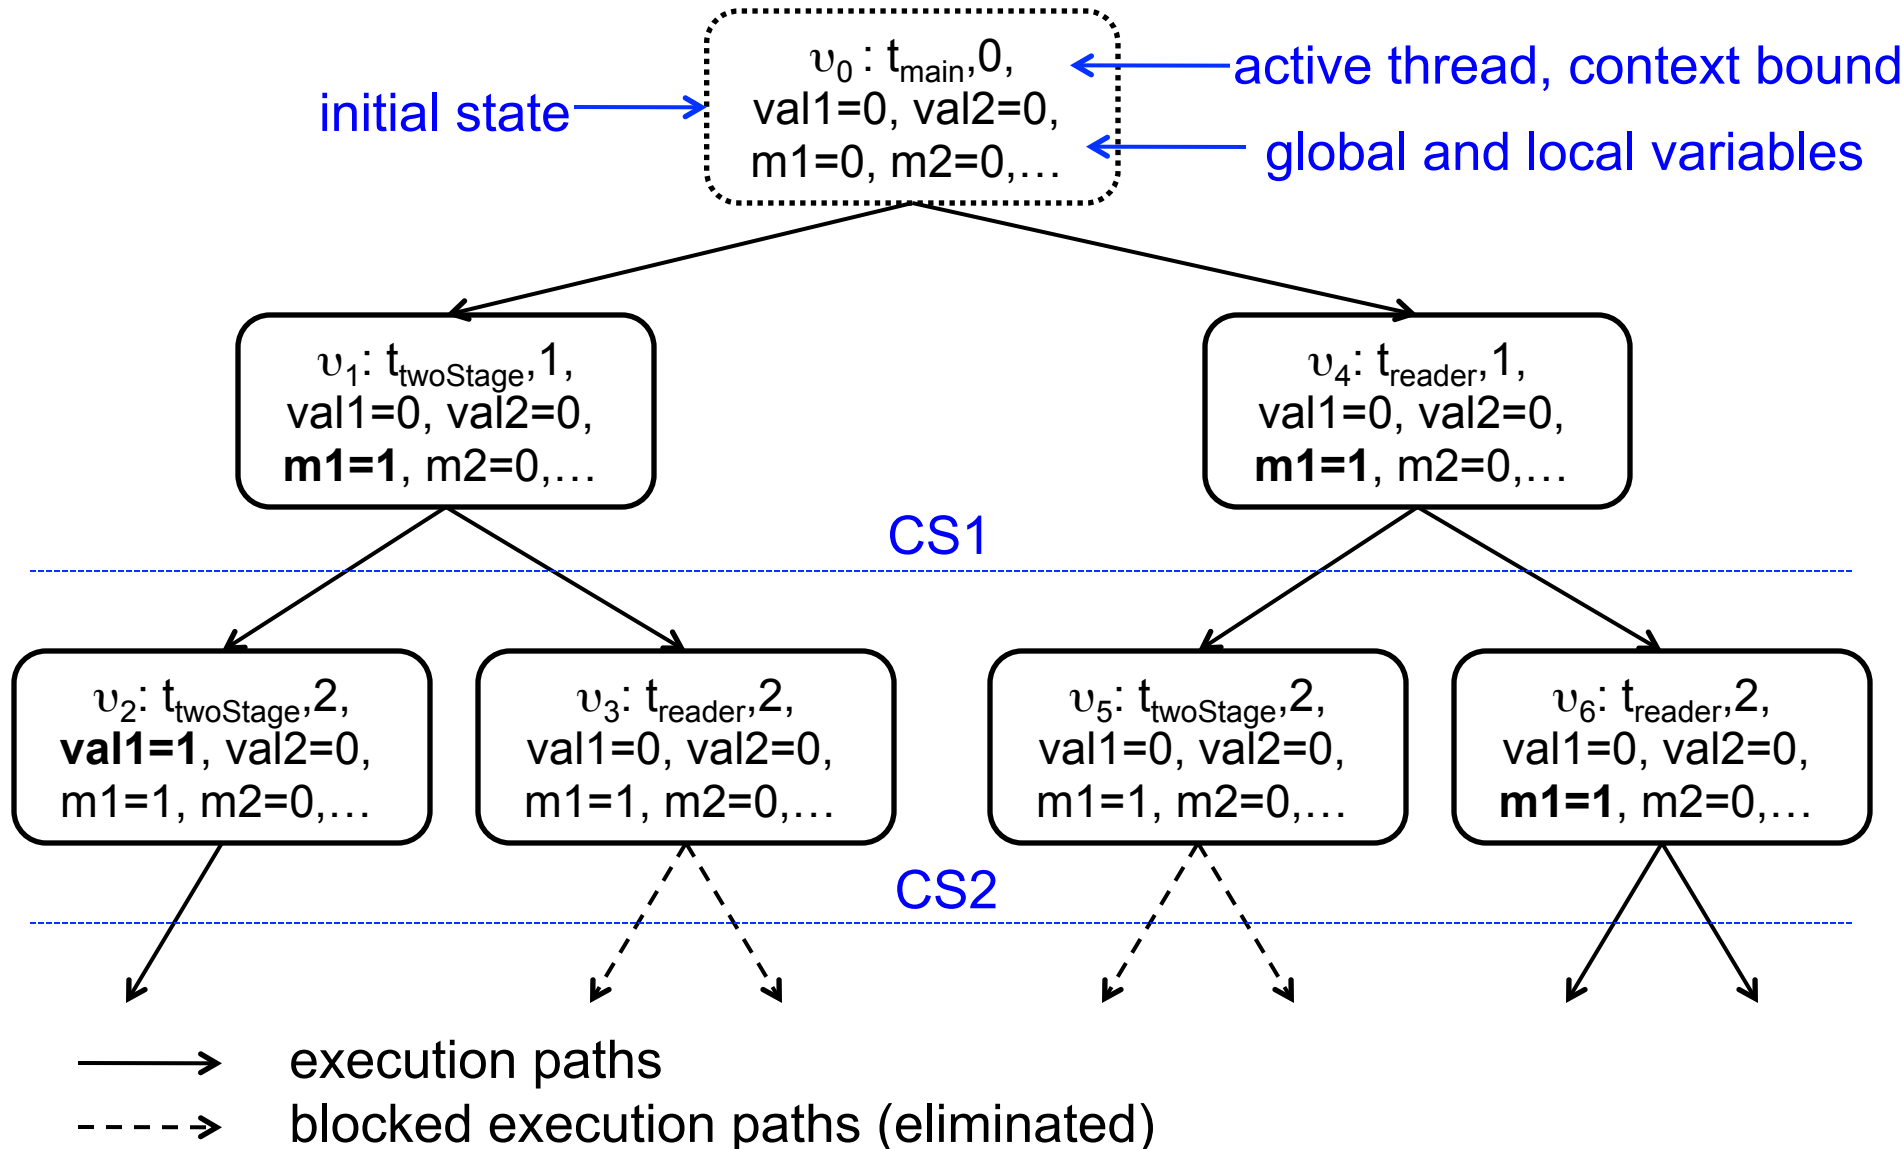 υ0 : tmain,0,
val1=0, val2=0,
m1=0, m2=0,…
initial state
active thread, context bound
global and local variables
υ1: ttwoStage,1,
val1=0, val2=0,
m1=1, m2=0,…
υ4: treader,1,
val1=0, val2=0,
m1=1, m2=0,…
CS1
υ2: ttwoStage,2,
val1=1, val2=0,
m1=1, m2=0,…
υ3: treader,2,
val1=0, val2=0,
m1=1, m2=0,…
υ5: ttwoStage,2,
val1=0, val2=0,
m1=1, m2=0,…
υ6: treader,2,
val1=0, val2=0,
m1=1, m2=0,…
CS2
execution paths
blocked execution paths (eliminated)